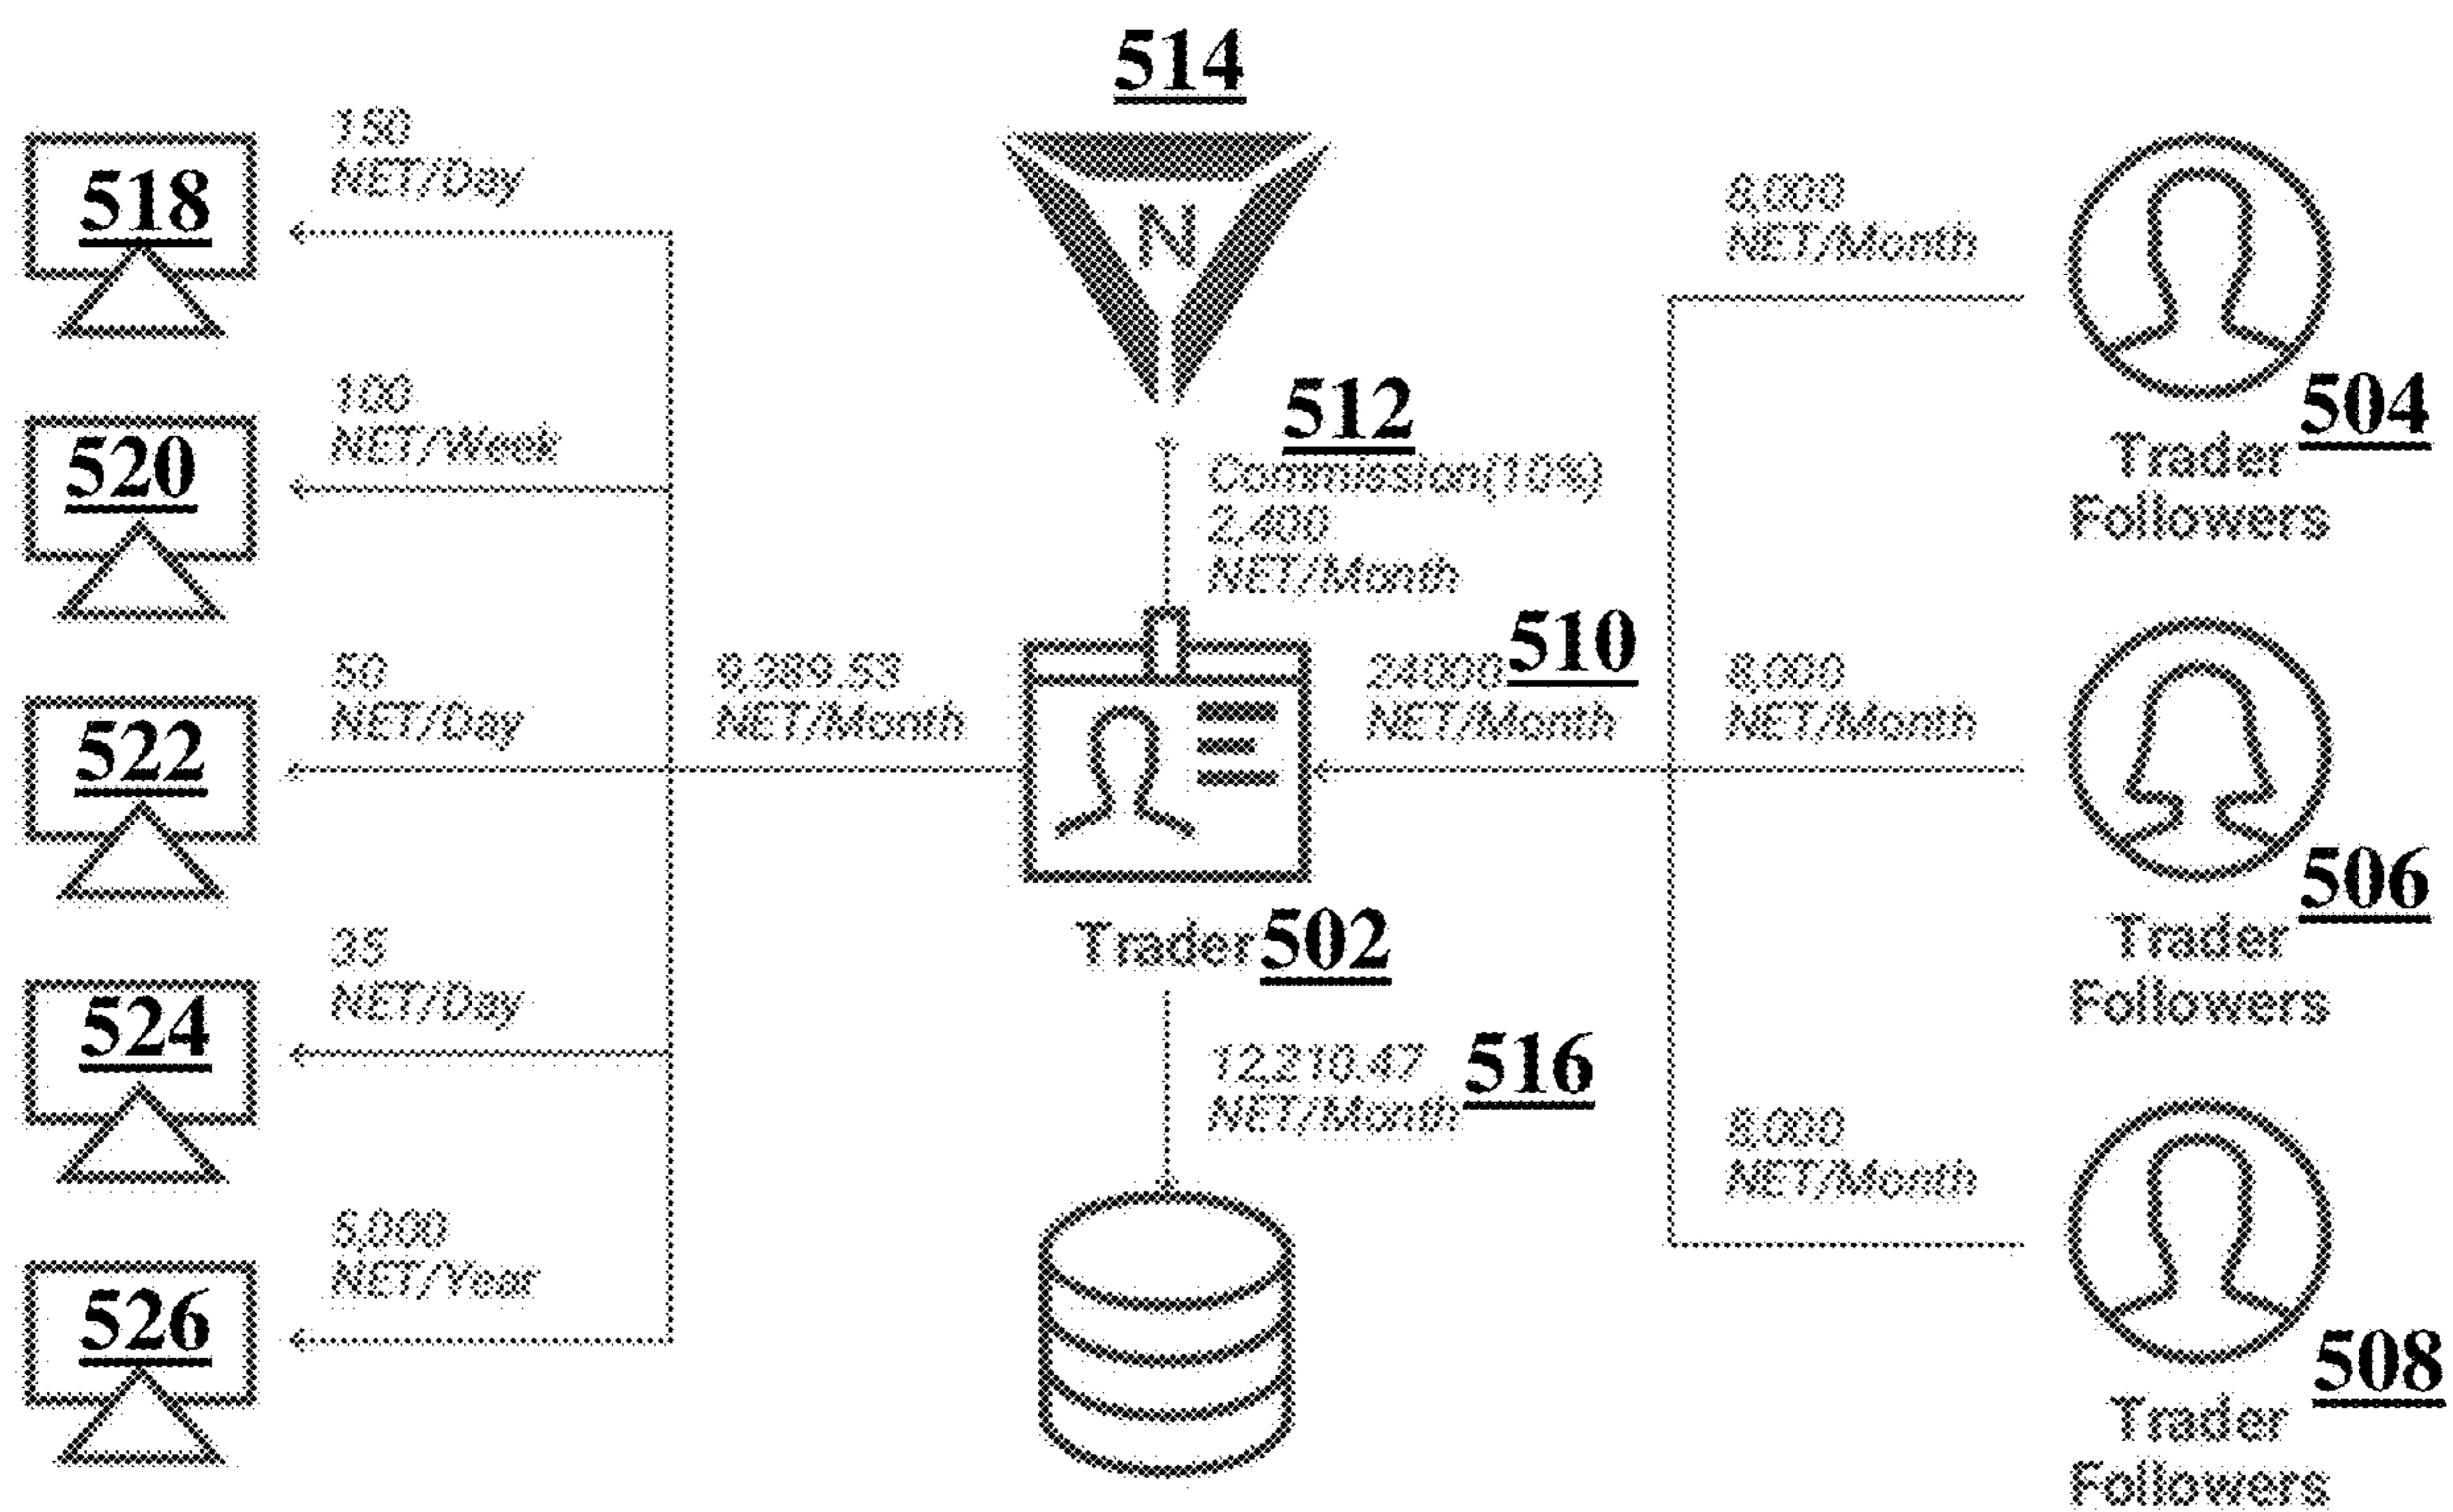 514
180
NET/Day
518
N
8,000
NET/Month
504
Trader
Followers
100
NET/Week
520
512
Commission(10%)
2,400
NET/Month
50
NET/Day
522
9,389.53
NET/Month
24000
NET/Month
510
8,000
NET/Month
506
Trader
Followers
Trader
502
35
NET/Day
524
12,210.47
NET/Month
516
8,000
NET/Month
508
Trader
Followers
5,000
NET/Year
526